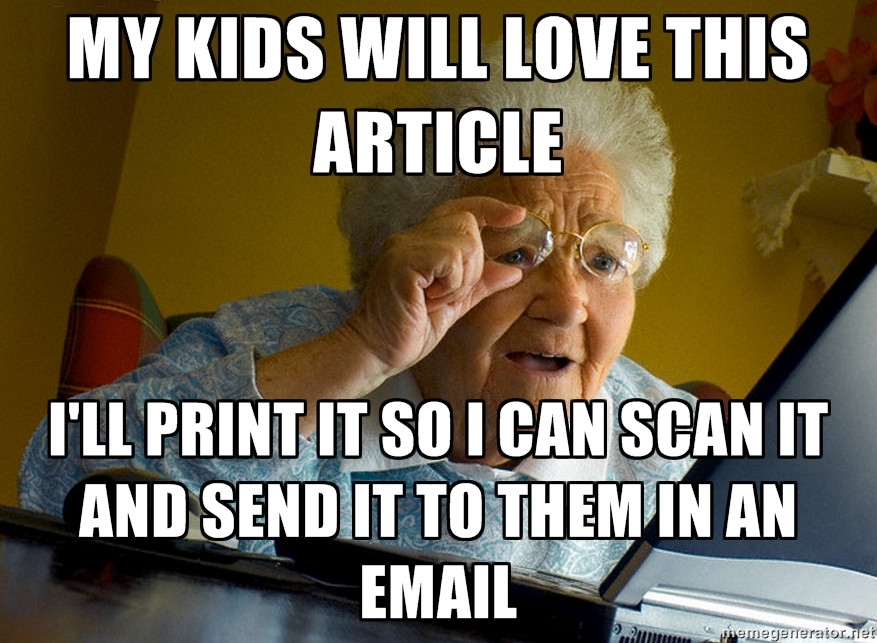 MY KIDS WILL LOVE THIS
ARTICLE
I'LL PRINT IT SO I CAN SCAN IT
AND SEND IT TO THEM IN AN
EMAIL
memegenerator.net